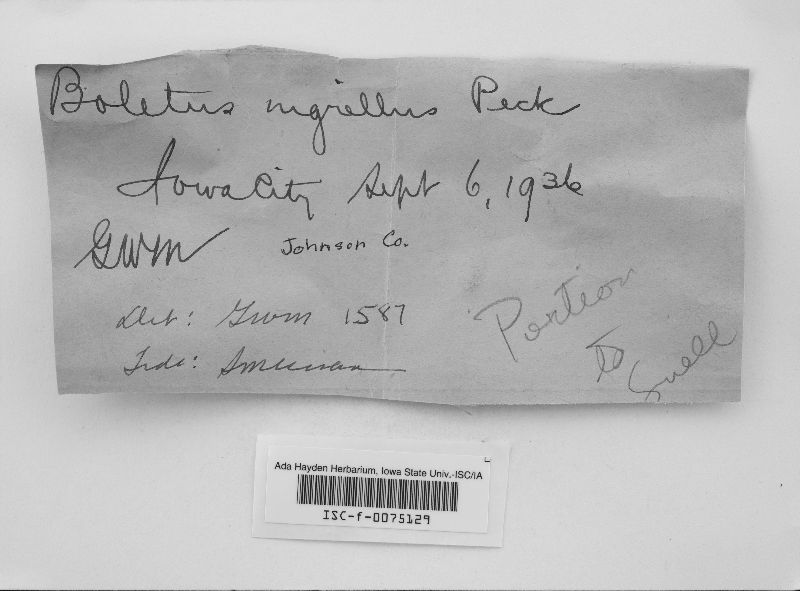 Boletus nigrellus Peck
Iowa City Sept 6, 1936
GWM
Johnson Co.
Det: GWM 1587
Portion
to
Snell
Ada Hayden Herbarium, Iowa State Univ.-ISC/IA
ISC-f-0075129